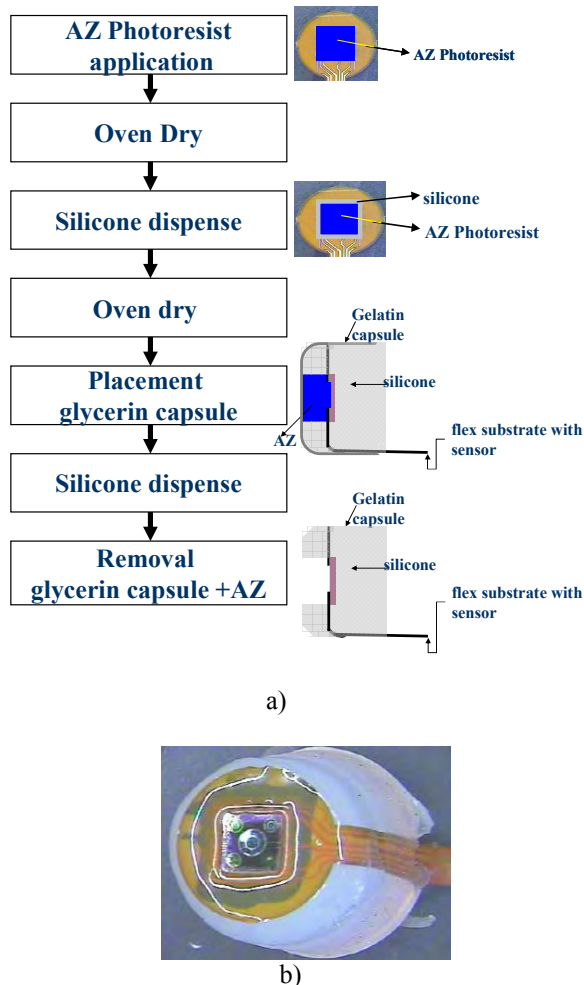 AZ Photoresist
application
AZ Photoresist
Oven Dry
Silicone dispense
silicone
AZ Photoresist
Oven dry
Placement
glycerin capsule
Gelatin
capsule
silicone
AZ
flex substrate with
sensor
Silicone dispense
Removal
glycerin capsule +AZ
Gelatin
capsule
silicone
flex substrate with
sensor
a)
b)